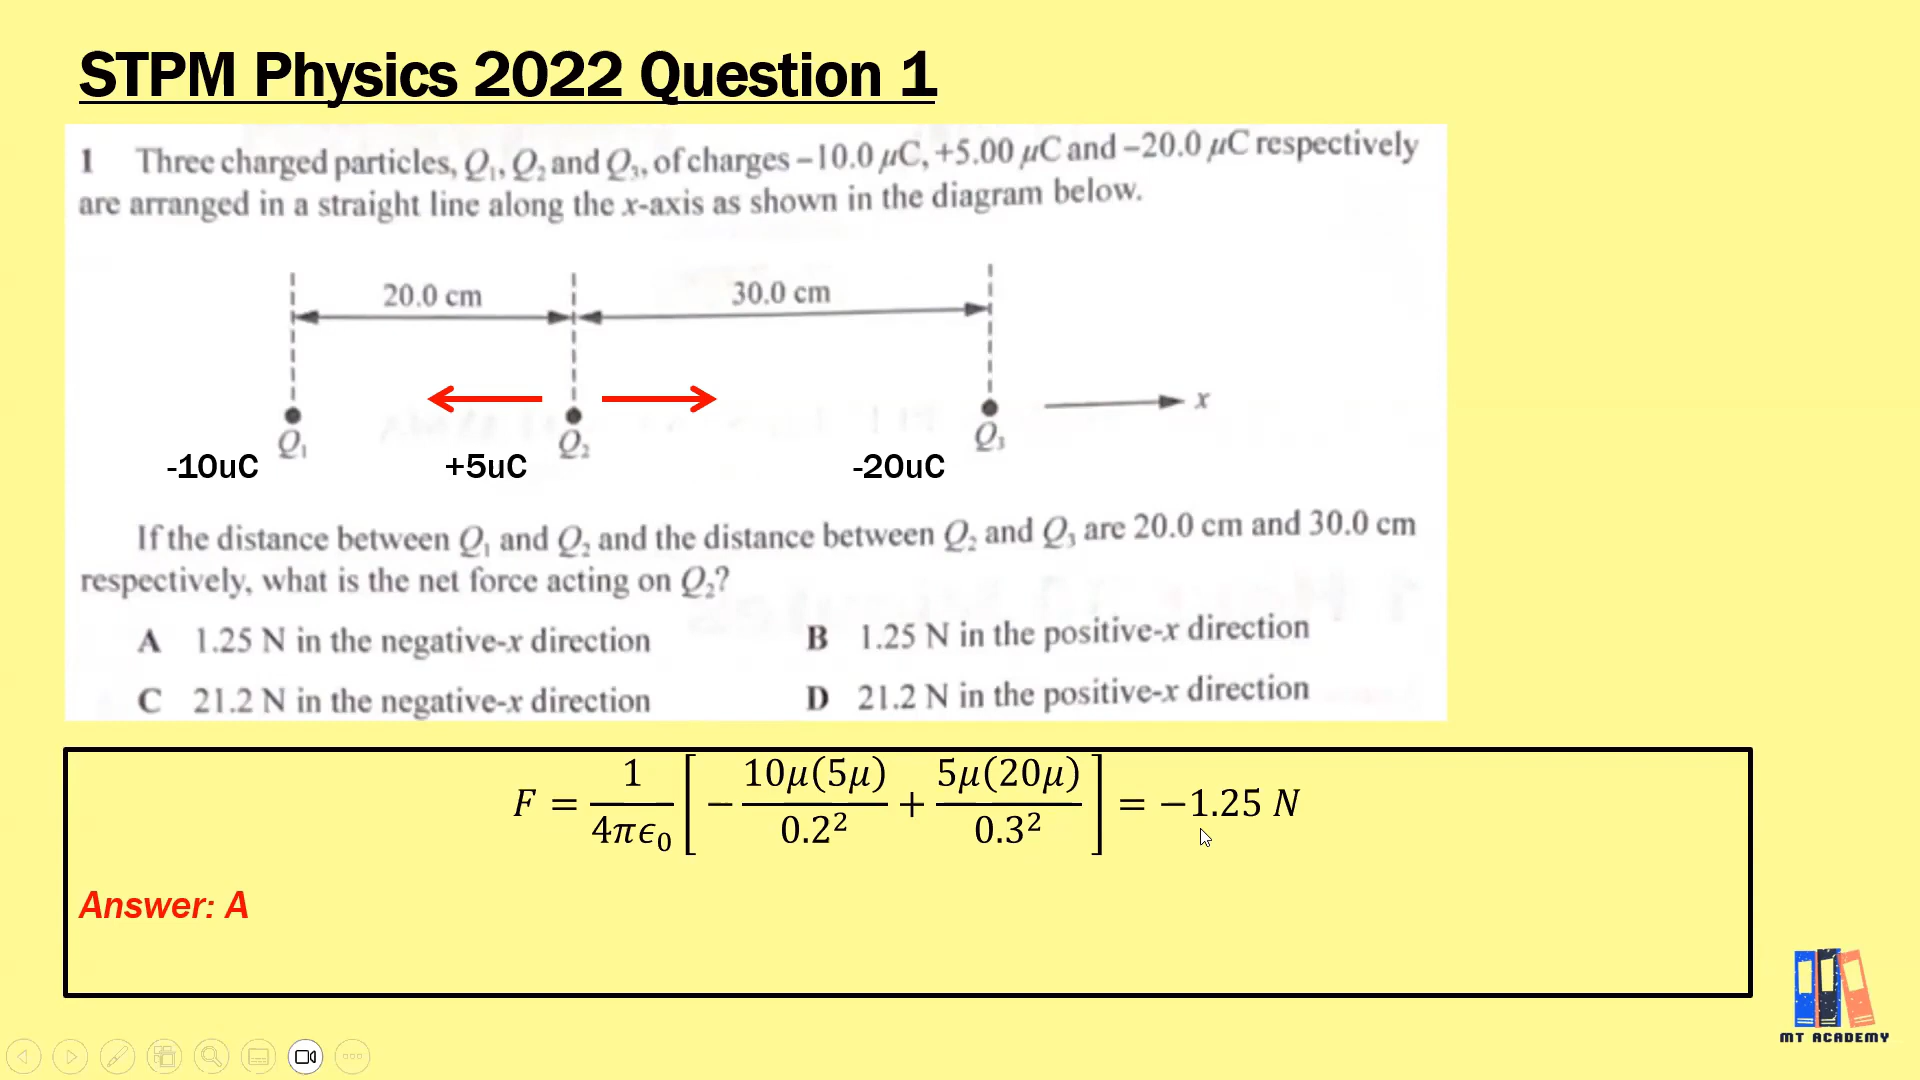 STPM Physics 2022 Question 1
1 Three charged particles, Q₁, Q₂ and Q₃, of charges –10.0 μC, +5.00 μC and –20.0 μC respectively
are arranged in a straight line along the x-axis as shown in the diagram below.
20.0 cm 30.0 cm
x
Q₁ Q₂ Q₃
-10uC +5uC -20uC
If the distance between Q₁ and Q₂ and the distance between Q₂ and Q₃ are 20.0 cm and 30.0 cm
respectively, what is the net force acting on Q₂?
A 1.25 N in the negative-x direction B 1.25 N in the positive-x direction
C 21.2 N in the negative-x direction D 21.2 N in the positive-x direction
F = 1/(4πϵ₀) [ − 10μ(5μ)/0.2² + 5μ(20μ)/0.3² ] = −1.25 N
Answer: A
MT ACADEMY